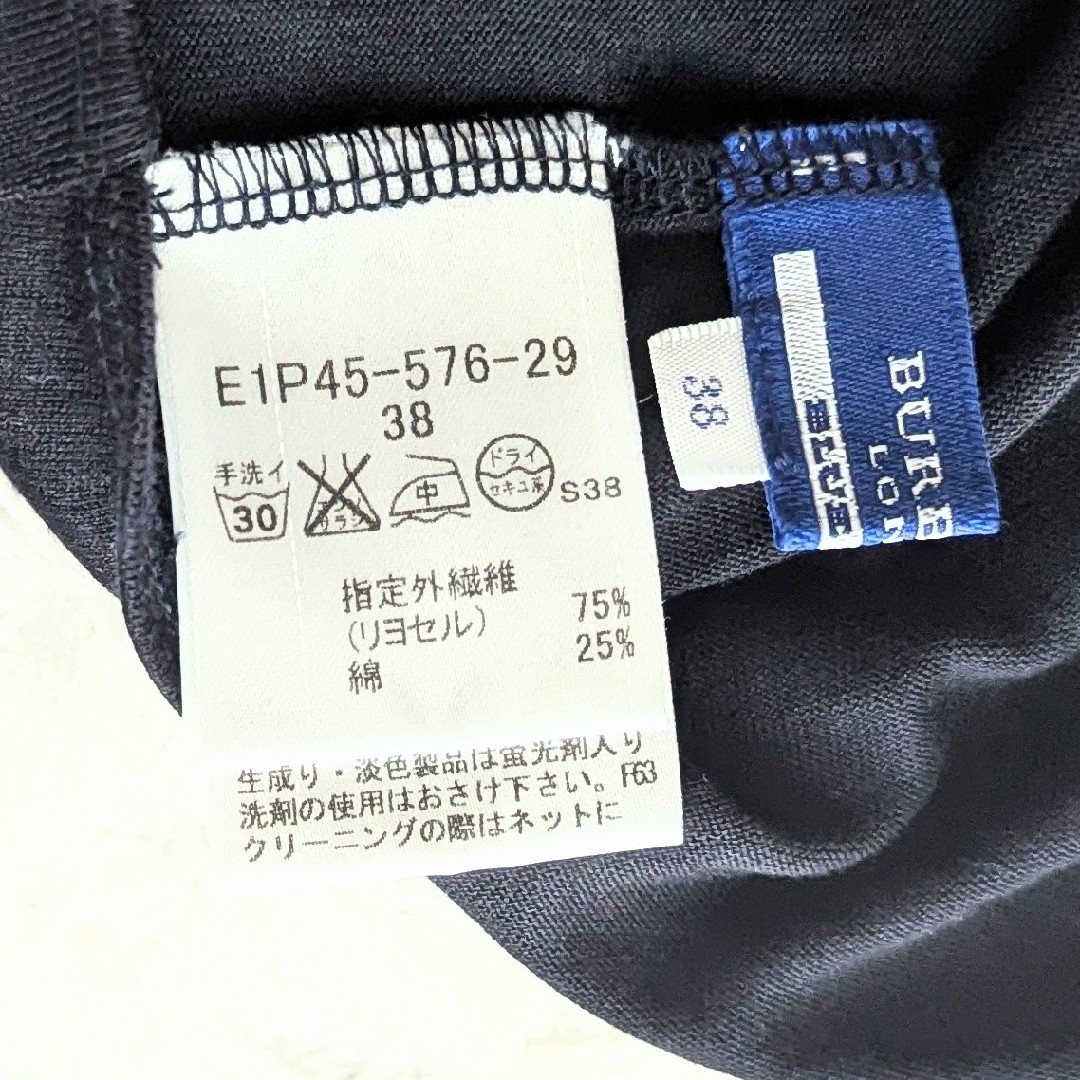 E1P45-576-29
38
手洗イ
30
中
ドライ
セキユ系
S38
指定外繊維
(リヨセル) 75%
綿 25%
生成り・淡色製品は蛍光剤入り
洗剤の使用はおさけ下さい。F63
クリーニングの際はネットに
38
BLUE
BURB
LON